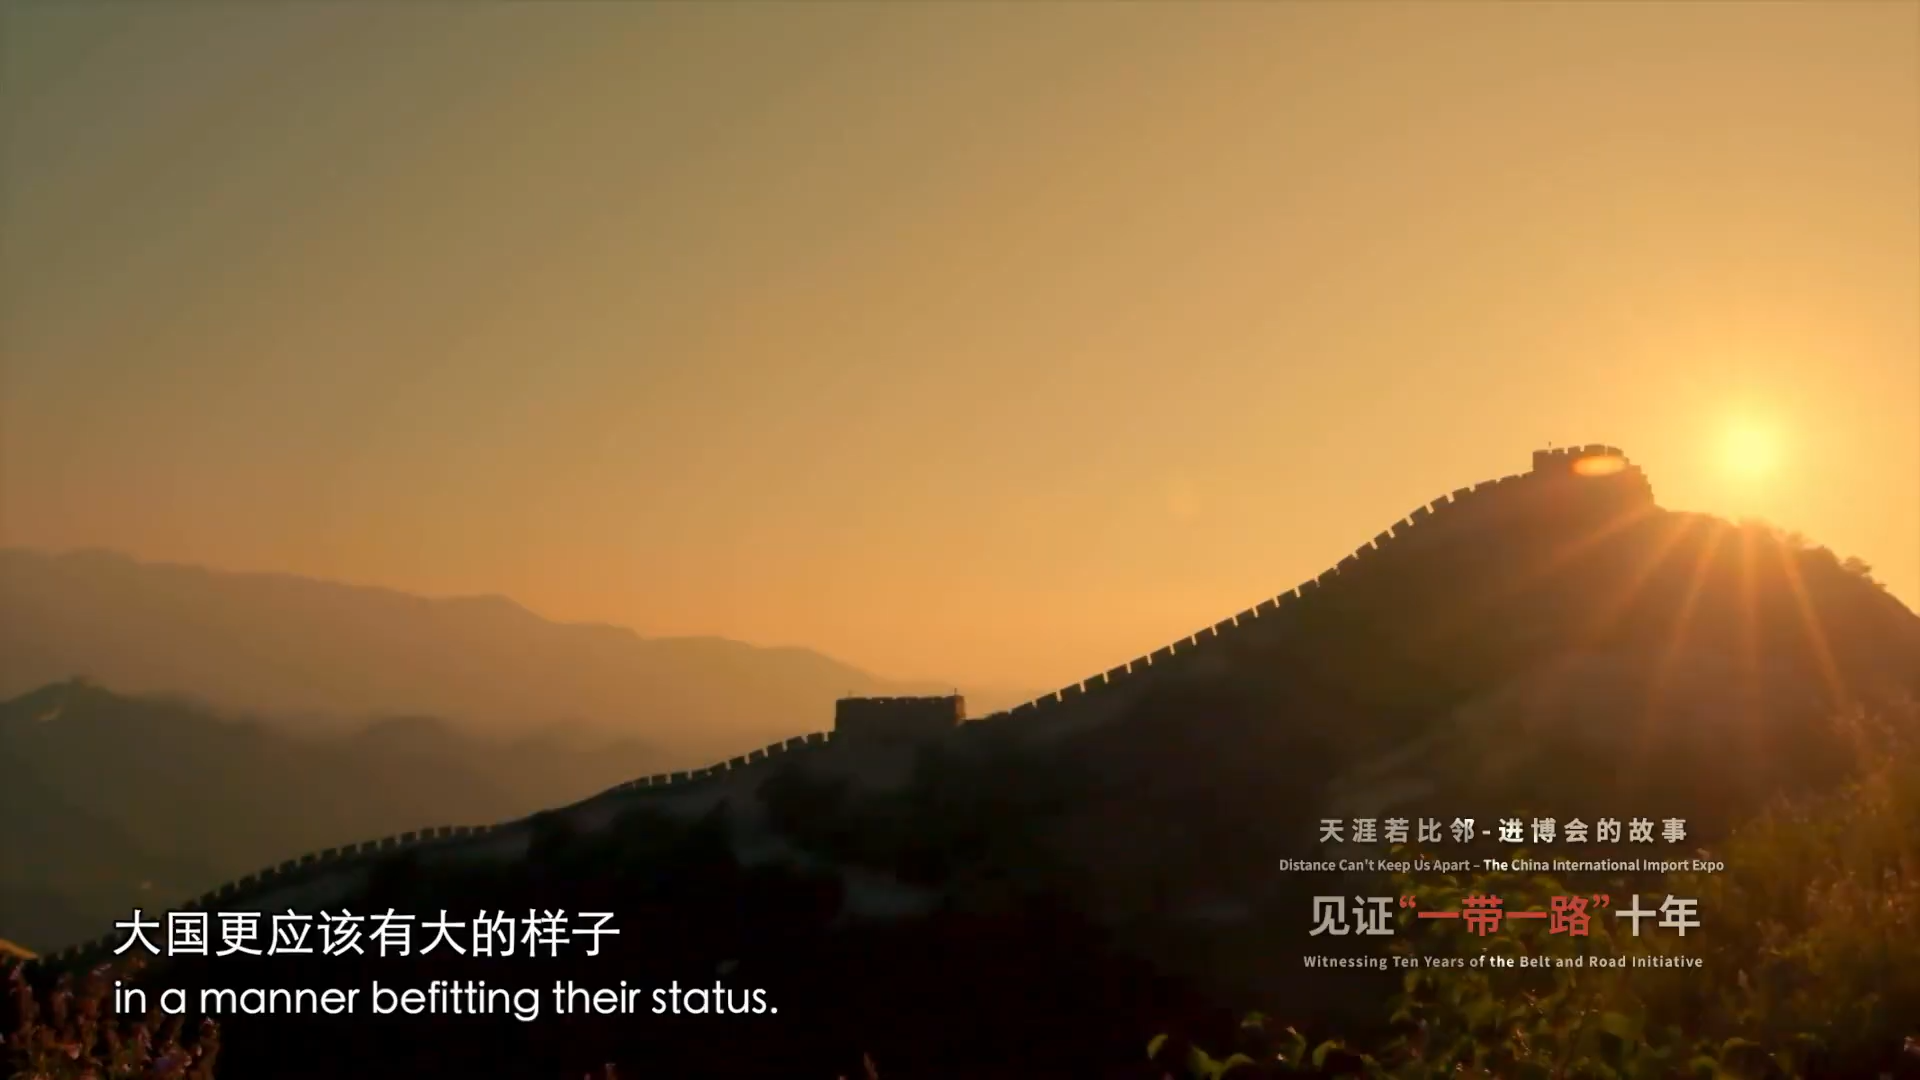 天涯若比邻-进博会的故事
Distance Can't Keep Us Apart – The China International Import Expo
见证“一带一路”十年
Witnessing Ten Years of the Belt and Road Initiative
大国更应该有大的样子
in a manner befitting their status.